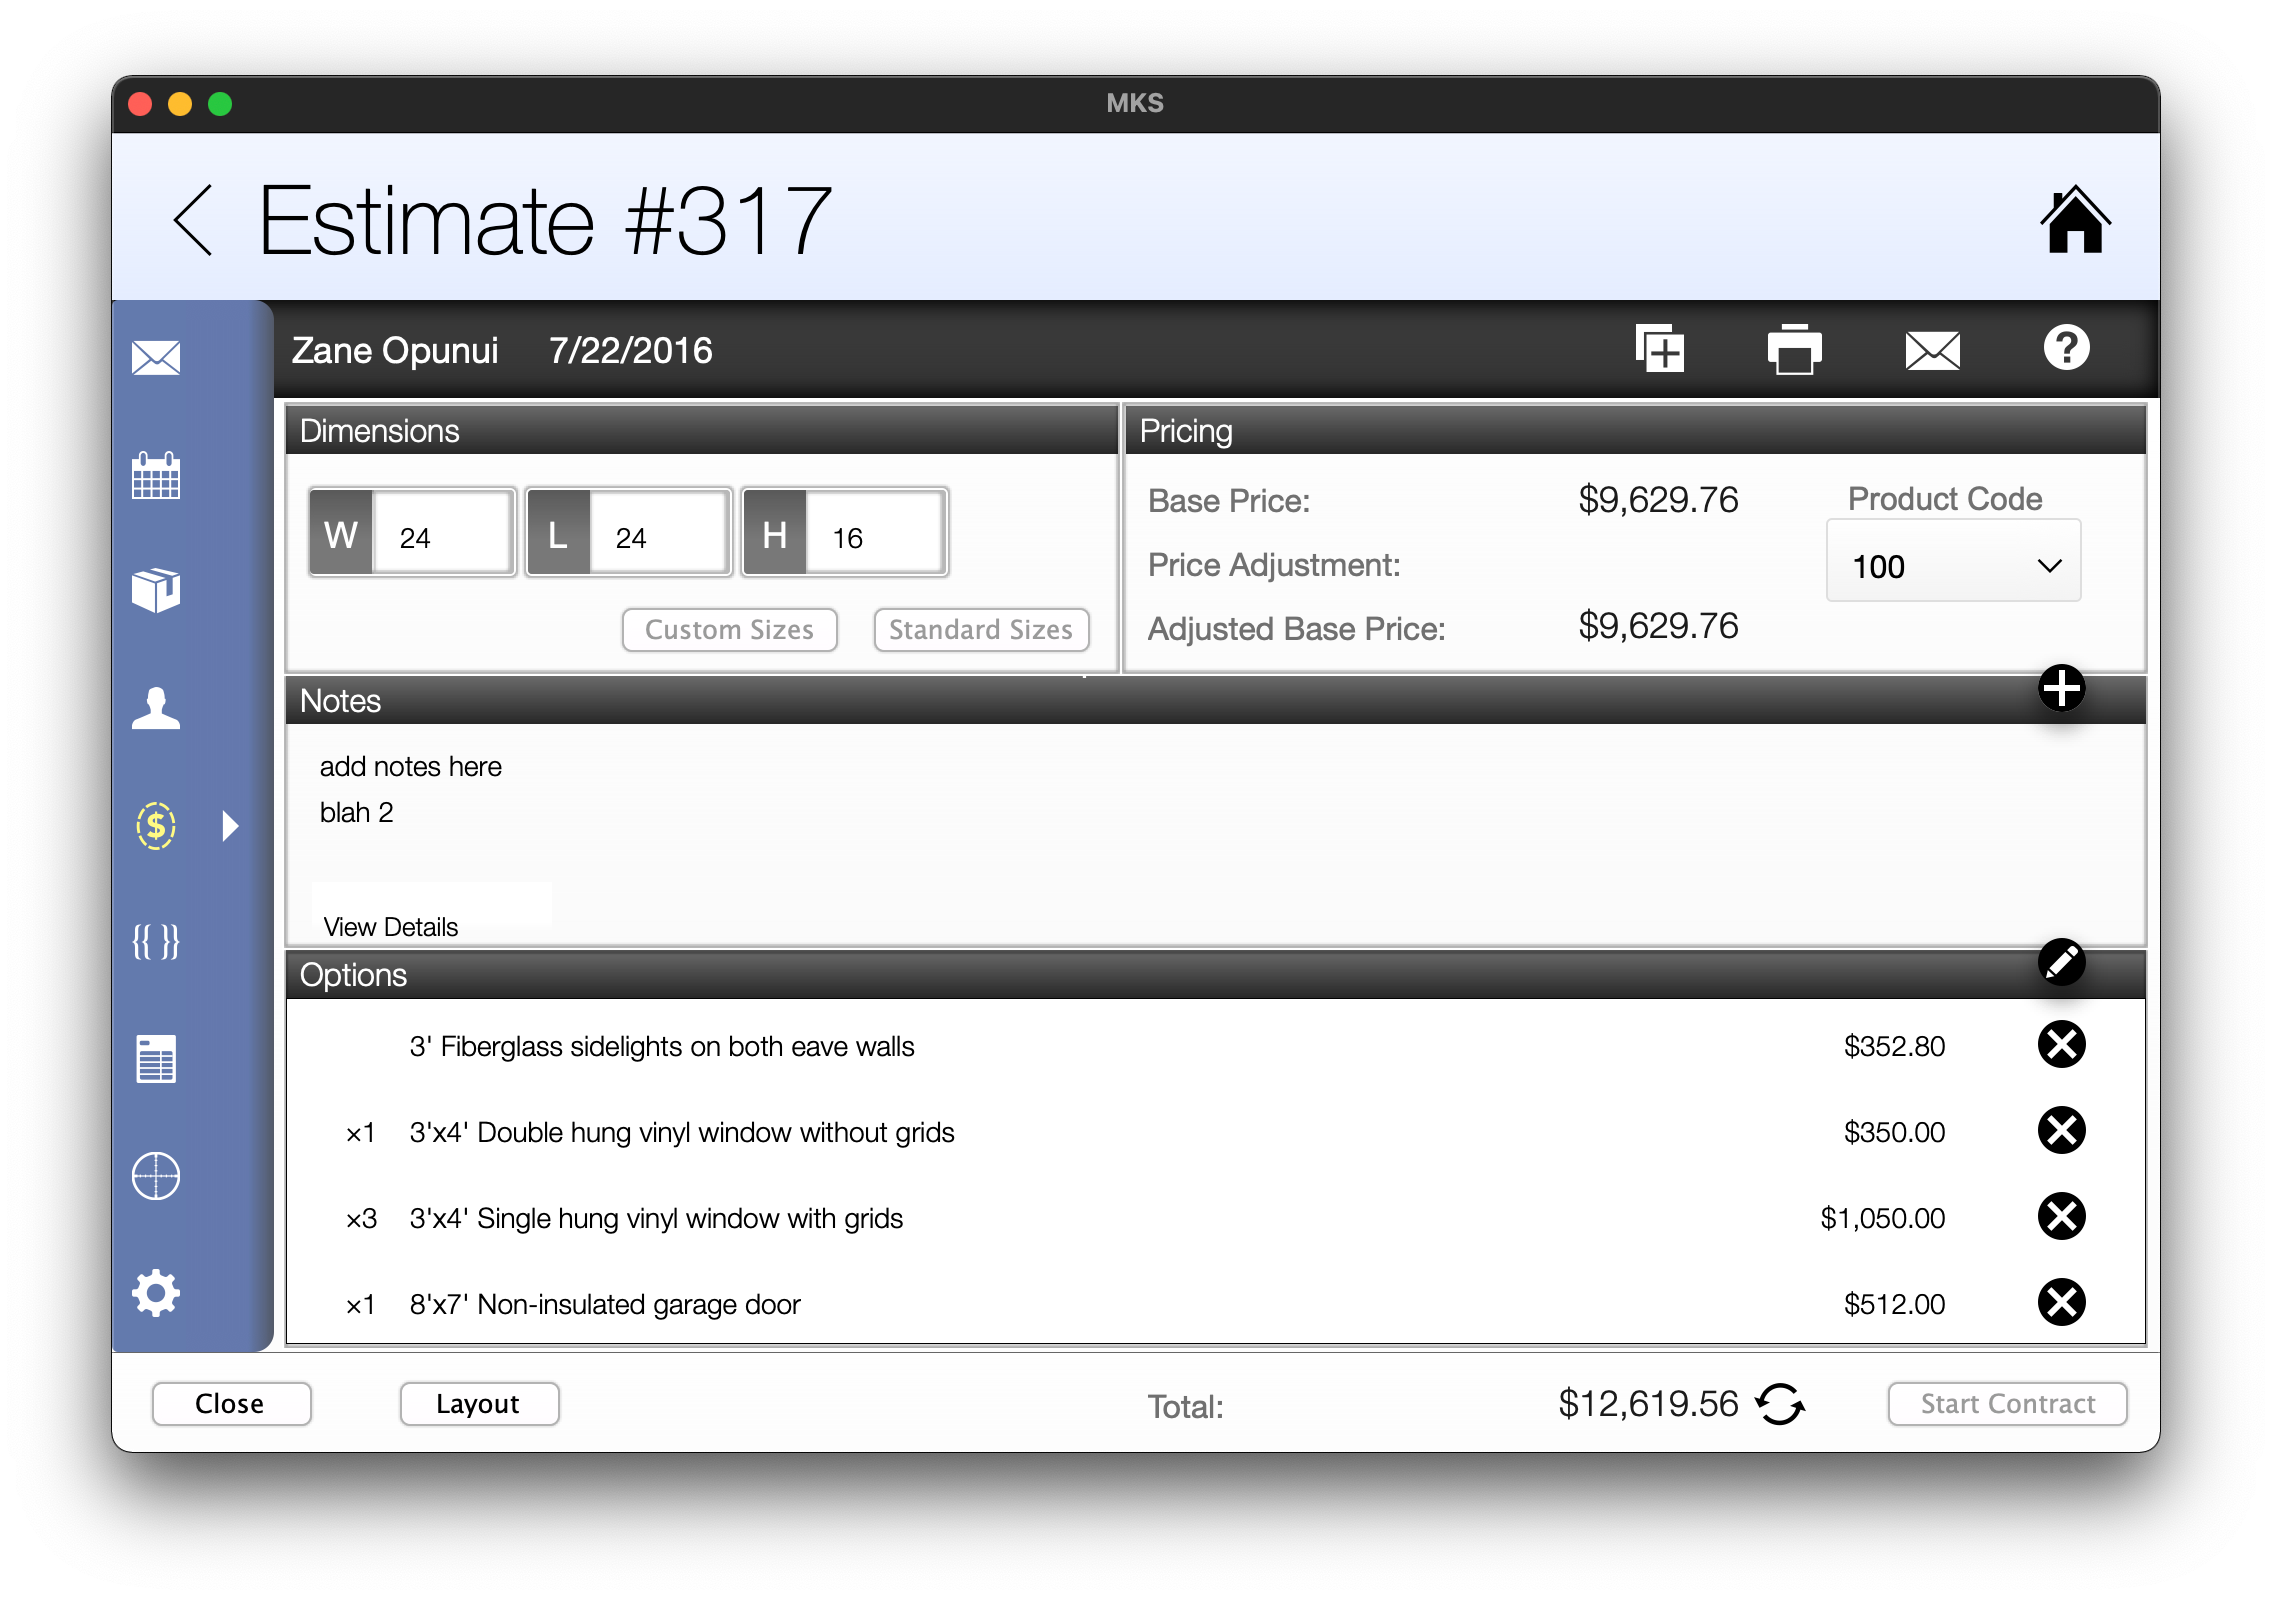 MKS
Estimate #317
Zane Opunui 7/22/2016
Dimensions
W 24 L 24 H 16
Custom Sizes Standard Sizes
Pricing
Base Price: $9,629.76
Price Adjustment:
Adjusted Base Price: $9,629.76
Product Code
100
Notes
add notes here
blah 2
View Details
Options
3' Fiberglass sidelights on both eave walls $352.80
×1 3'x4' Double hung vinyl window without grids $350.00
×3 3'x4' Single hung vinyl window with grids $1,050.00
×1 8'x7' Non-insulated garage door $512.00
Close Layout Total: $12,619.56 Start Contract